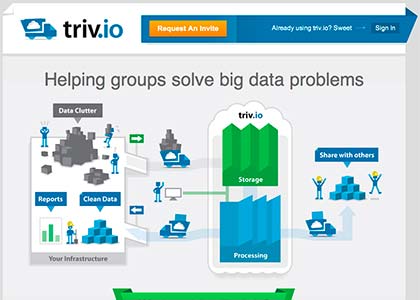 triv.io
Request An Invite
Already using triv.io? Sweet
Sign In
Helping groups solve big data problems
Data Clutter
triv.io
Storage
Share with others
Reports
Clean Data
Processing
Your Infrastructure